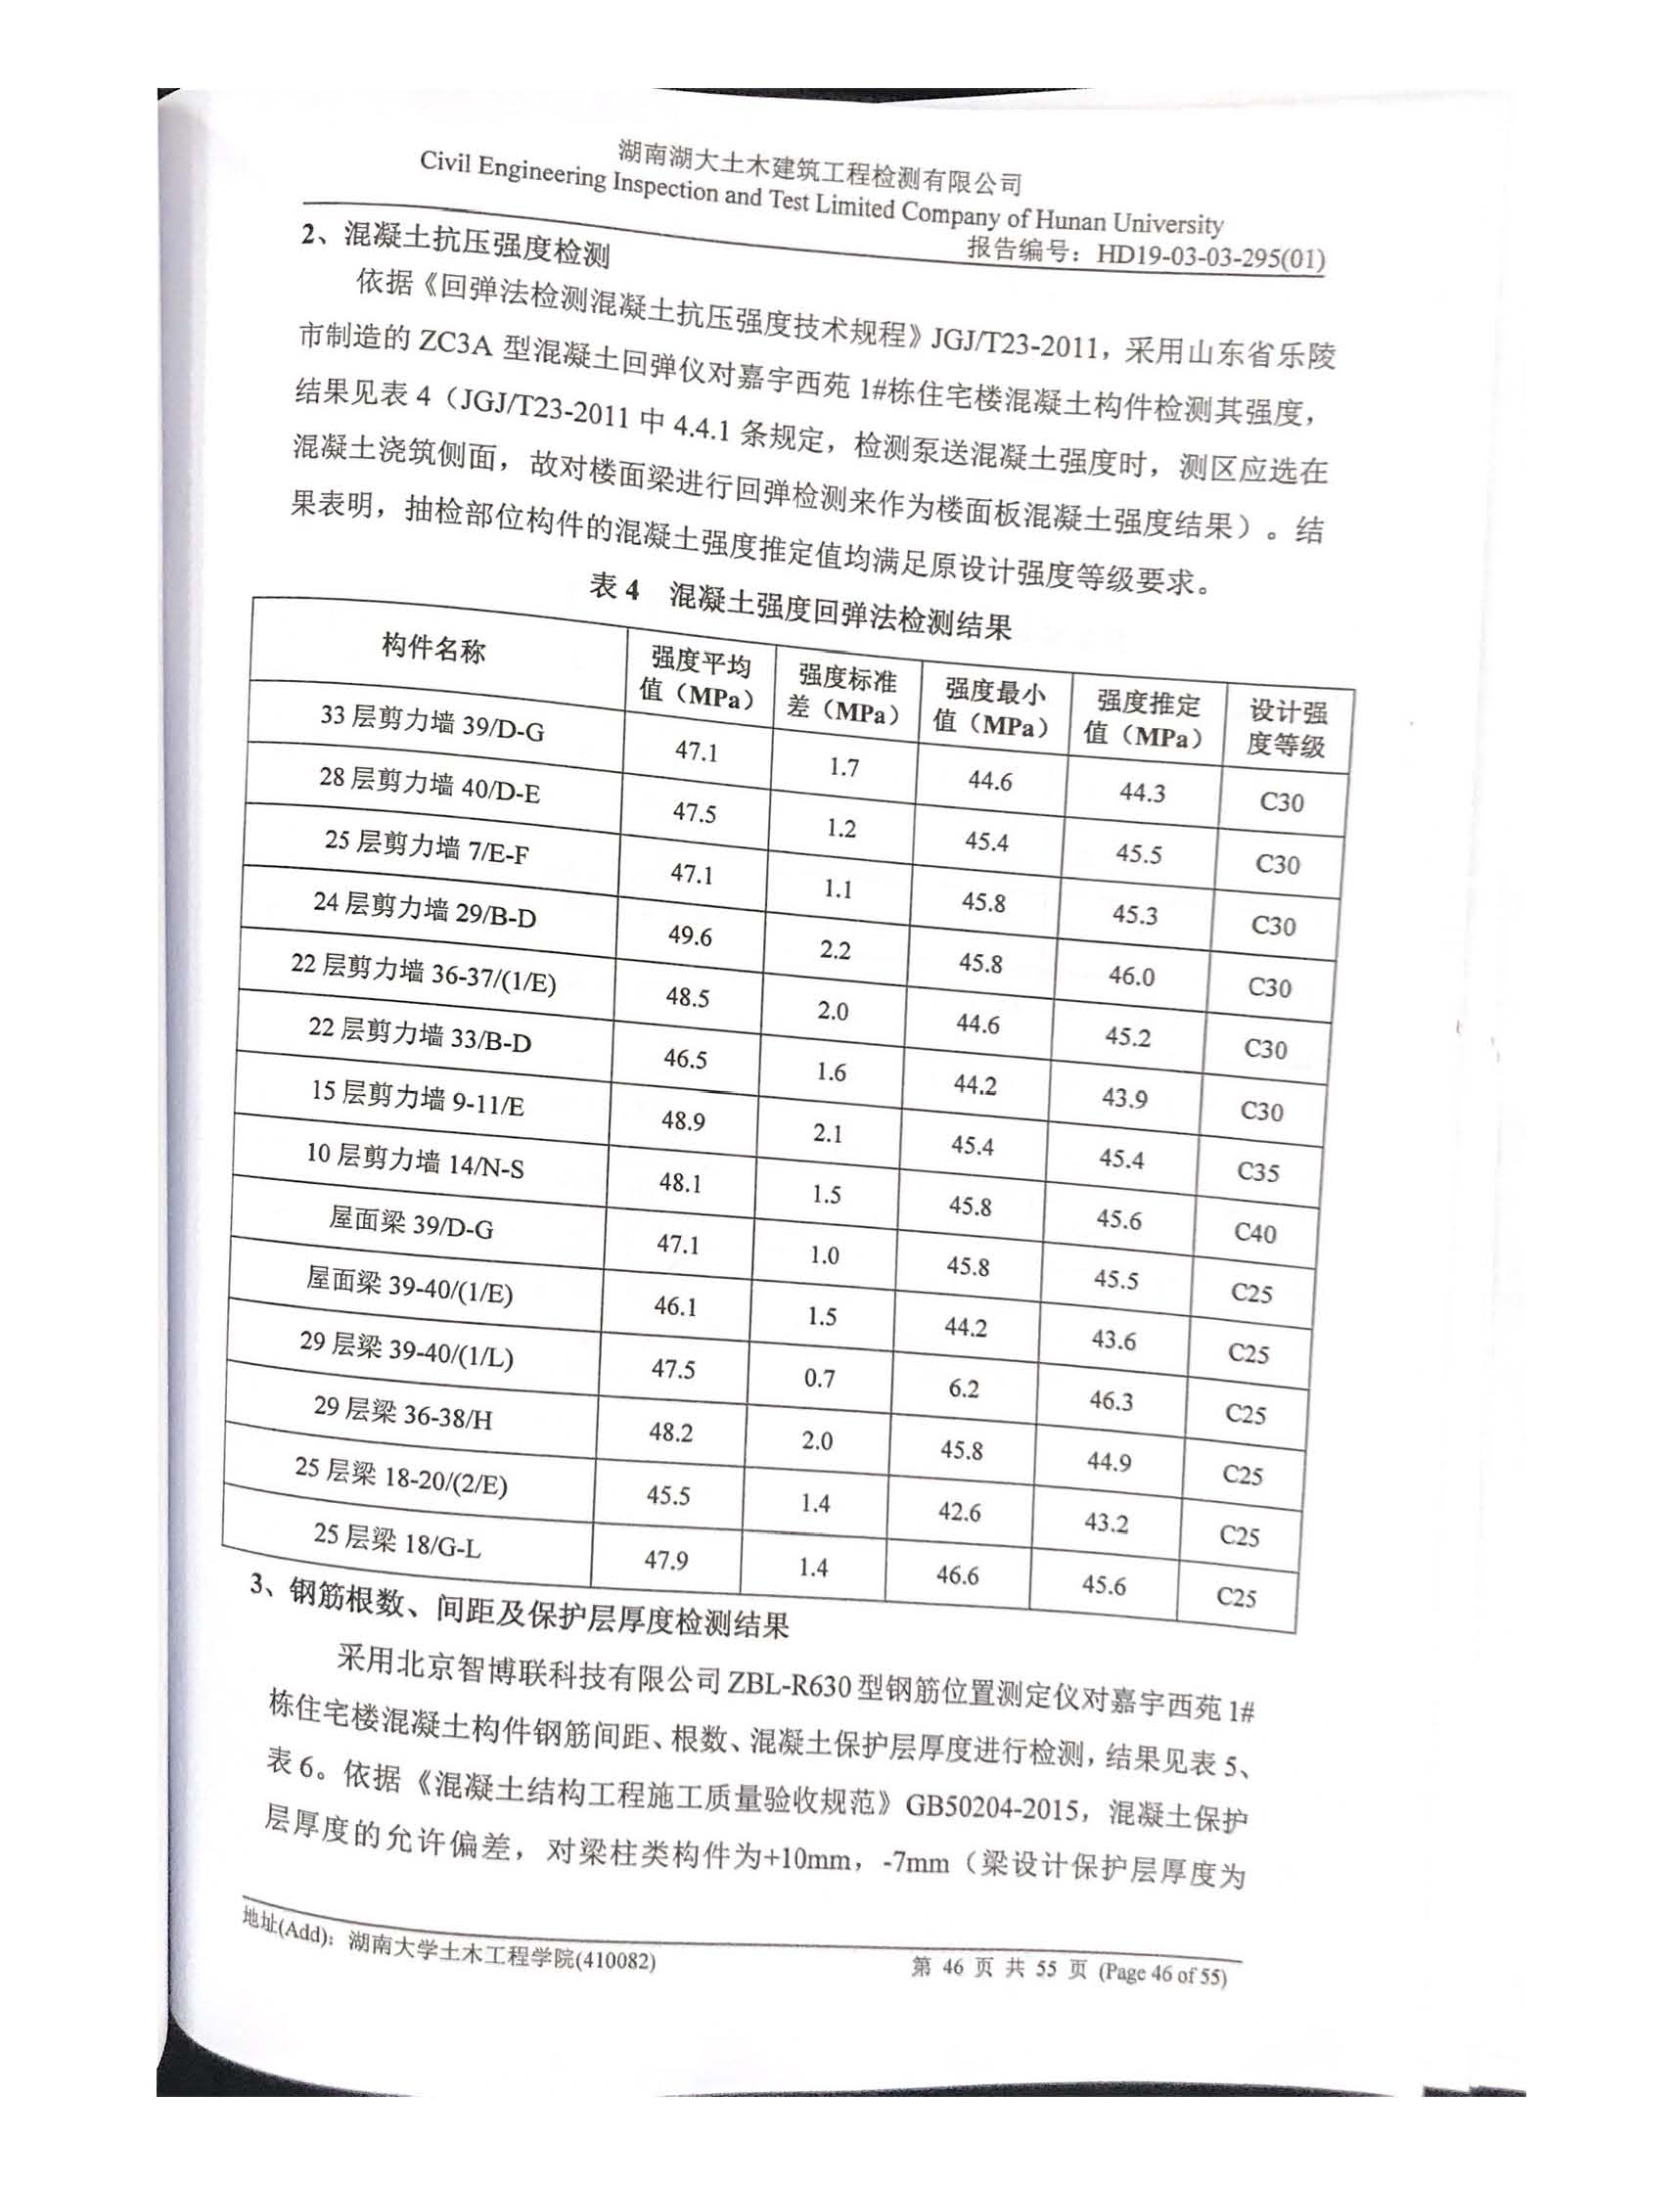 湖南湖大土木建筑工程检测有限公司
Civil Engineering Inspection and Test Limited Company of Hunan University
报告编号：HD19-03-03-295(01)
2、混凝土抗压强度检测
依据《回弹法检测混凝土抗压强度技术规程》JGJ/T23-2011，采用山东省乐陵
市制造的 ZC3A 型混凝土回弹仪对嘉宇西苑 1#栋住宅楼混凝土构件检测其强度，
结果见表 4（JGJ/T23-2011 中 4.4.1 条规定，检测泵送混凝土强度时，测区应选在
混凝土浇筑侧面，故对楼面梁进行回弹检测来作为楼面板混凝土强度结果）。结
果表明，抽检部位构件的混凝土强度推定值均满足原设计强度等级要求。
表 4 混凝土强度回弹法检测结果
构件名称 强度平均值（MPa） 强度标准差（MPa） 强度最小值（MPa） 强度推定值（MPa） 设计强度等级
33 层剪力墙 39/D-G 47.1 1.7 44.6 44.3 C30
28 层剪力墙 40/D-E 47.5 1.2 45.4 45.5 C30
25 层剪力墙 7/E-F 47.1 1.1 45.8 45.3 C30
24 层剪力墙 29/B-D 49.6 2.2 45.8 46.0 C30
22 层剪力墙 36-37/(1/E) 48.5 2.0 44.6 45.2 C30
22 层剪力墙 33/B-D 46.5 1.6 44.2 43.9 C30
15 层剪力墙 9-11/E 48.9 2.1 45.4 45.4 C35
10 层剪力墙 14/N-S 48.1 1.5 45.8 45.6 C40
屋面梁 39/D-G 47.1 1.0 45.8 45.5 C25
屋面梁 39-40/(1/E) 46.1 1.5 44.2 43.6 C25
29 层梁 39-40/(1/L) 47.5 0.7 6.2 46.3 C25
29 层梁 36-38/H 48.2 2.0 45.8 44.9 C25
25 层梁 18-20/(2/E) 45.5 1.4 42.6 43.2 C25
25 层梁 18/G-L 47.9 1.4 46.6 45.6 C25
3、钢筋根数、间距及保护层厚度检测结果
采用北京智博联科技有限公司 ZBL-R630 型钢筋位置测定仪对嘉宇西苑 1#
栋住宅楼混凝土构件钢筋间距、根数、混凝土保护层厚度进行检测，结果见表 5、
表 6。依据《混凝土结构工程施工质量验收规范》GB50204-2015，混凝土保护
层厚度的允许偏差，对梁柱类构件为+10mm，-7mm（梁设计保护层厚度为
地址(Add)：湖南大学土木工程学院(410082)
第 46 页 共 55 页 (Page 46 of 55)